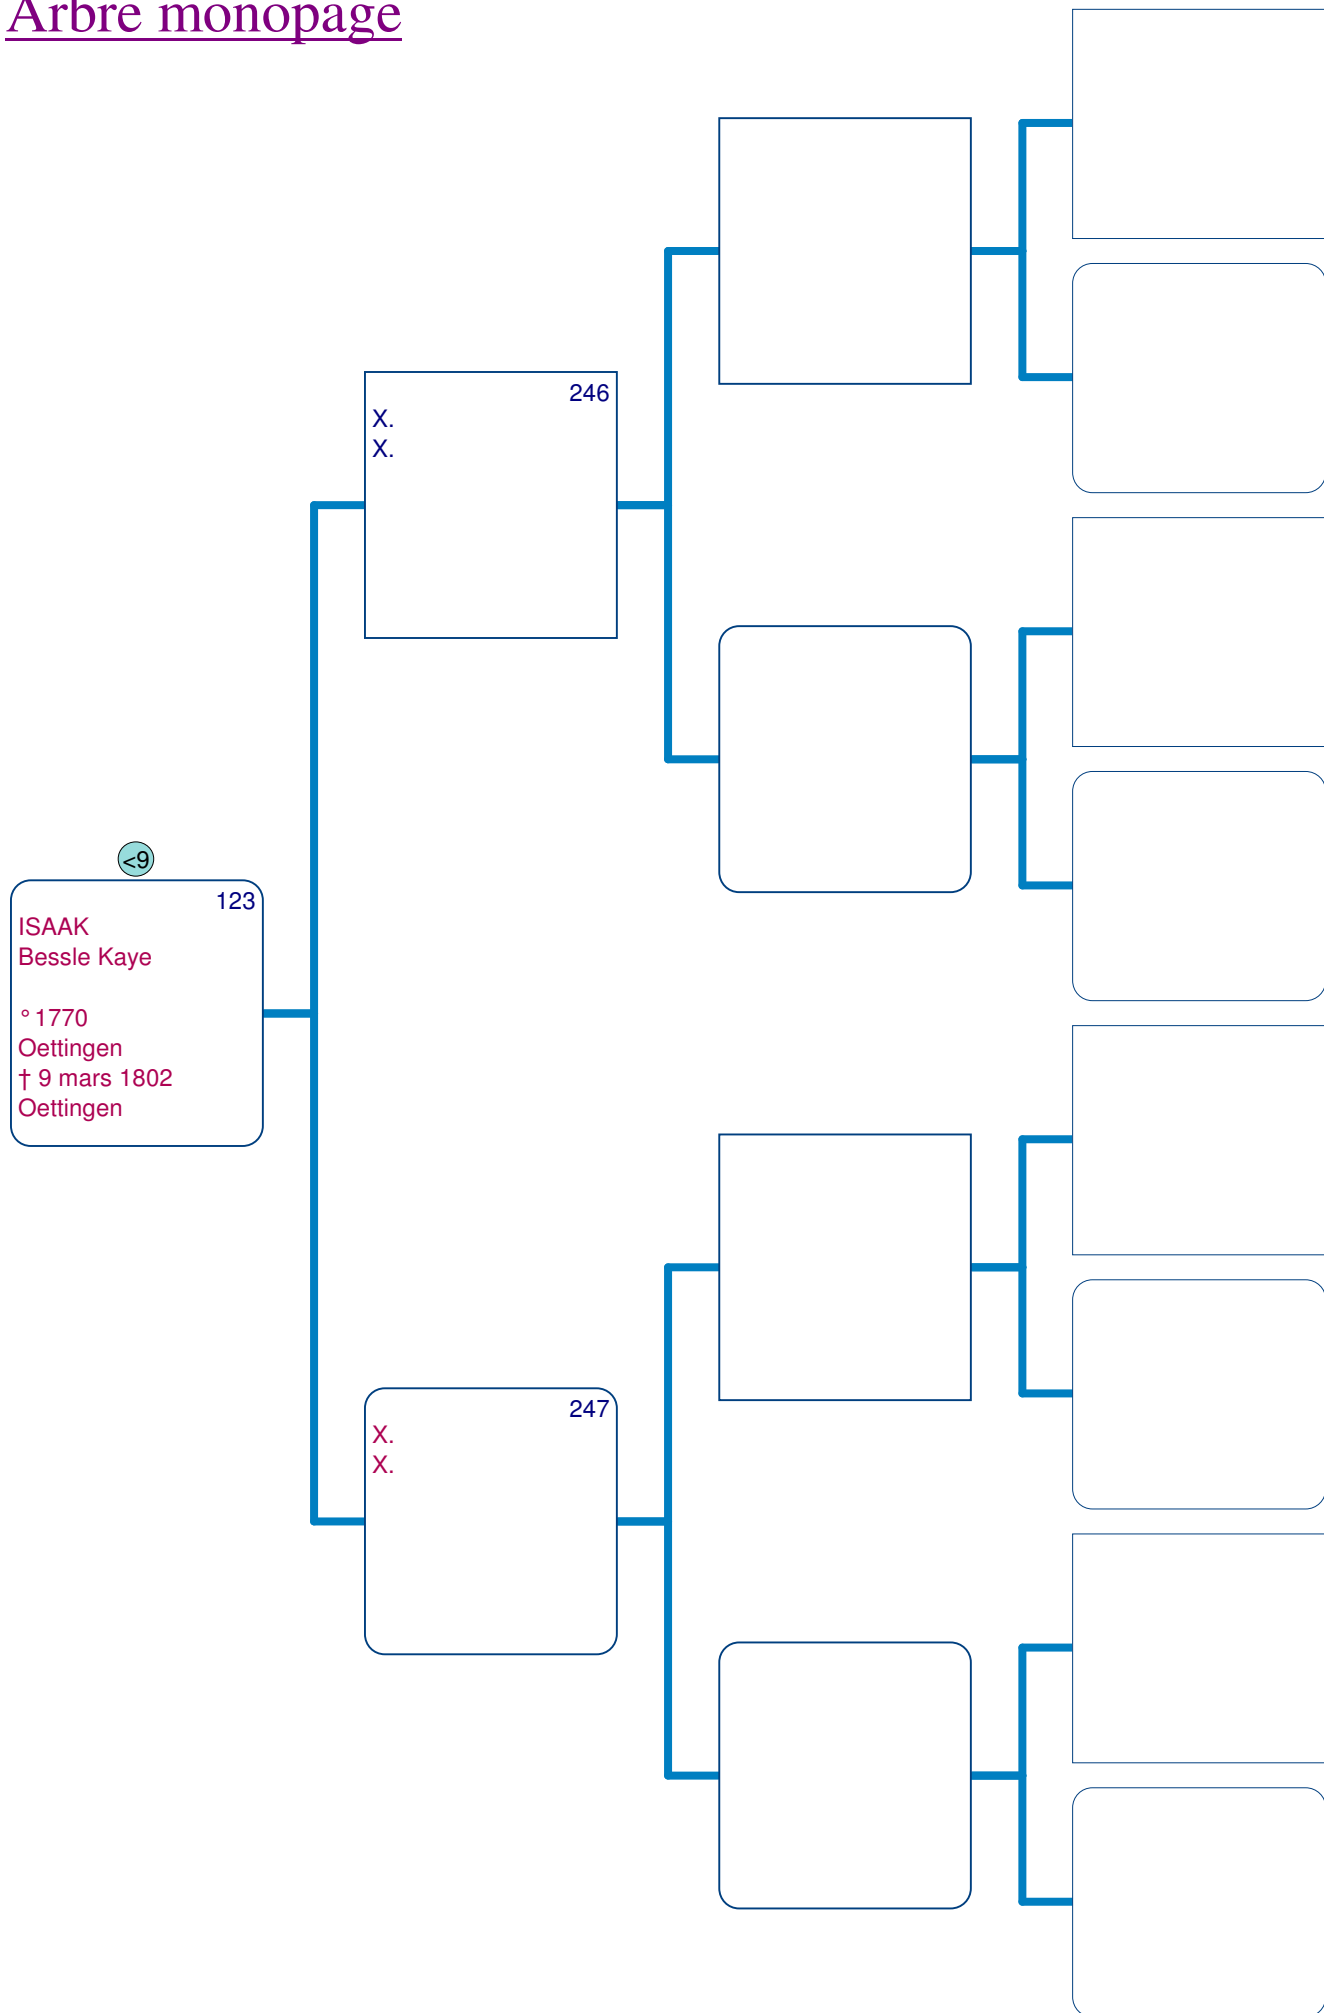 Arbre monopage
246
X.
X.
<9
123
ISAAK
Bessle Kaye
° 1770
Oettingen
† 9 mars 1802
Oettingen
247
X.
X.